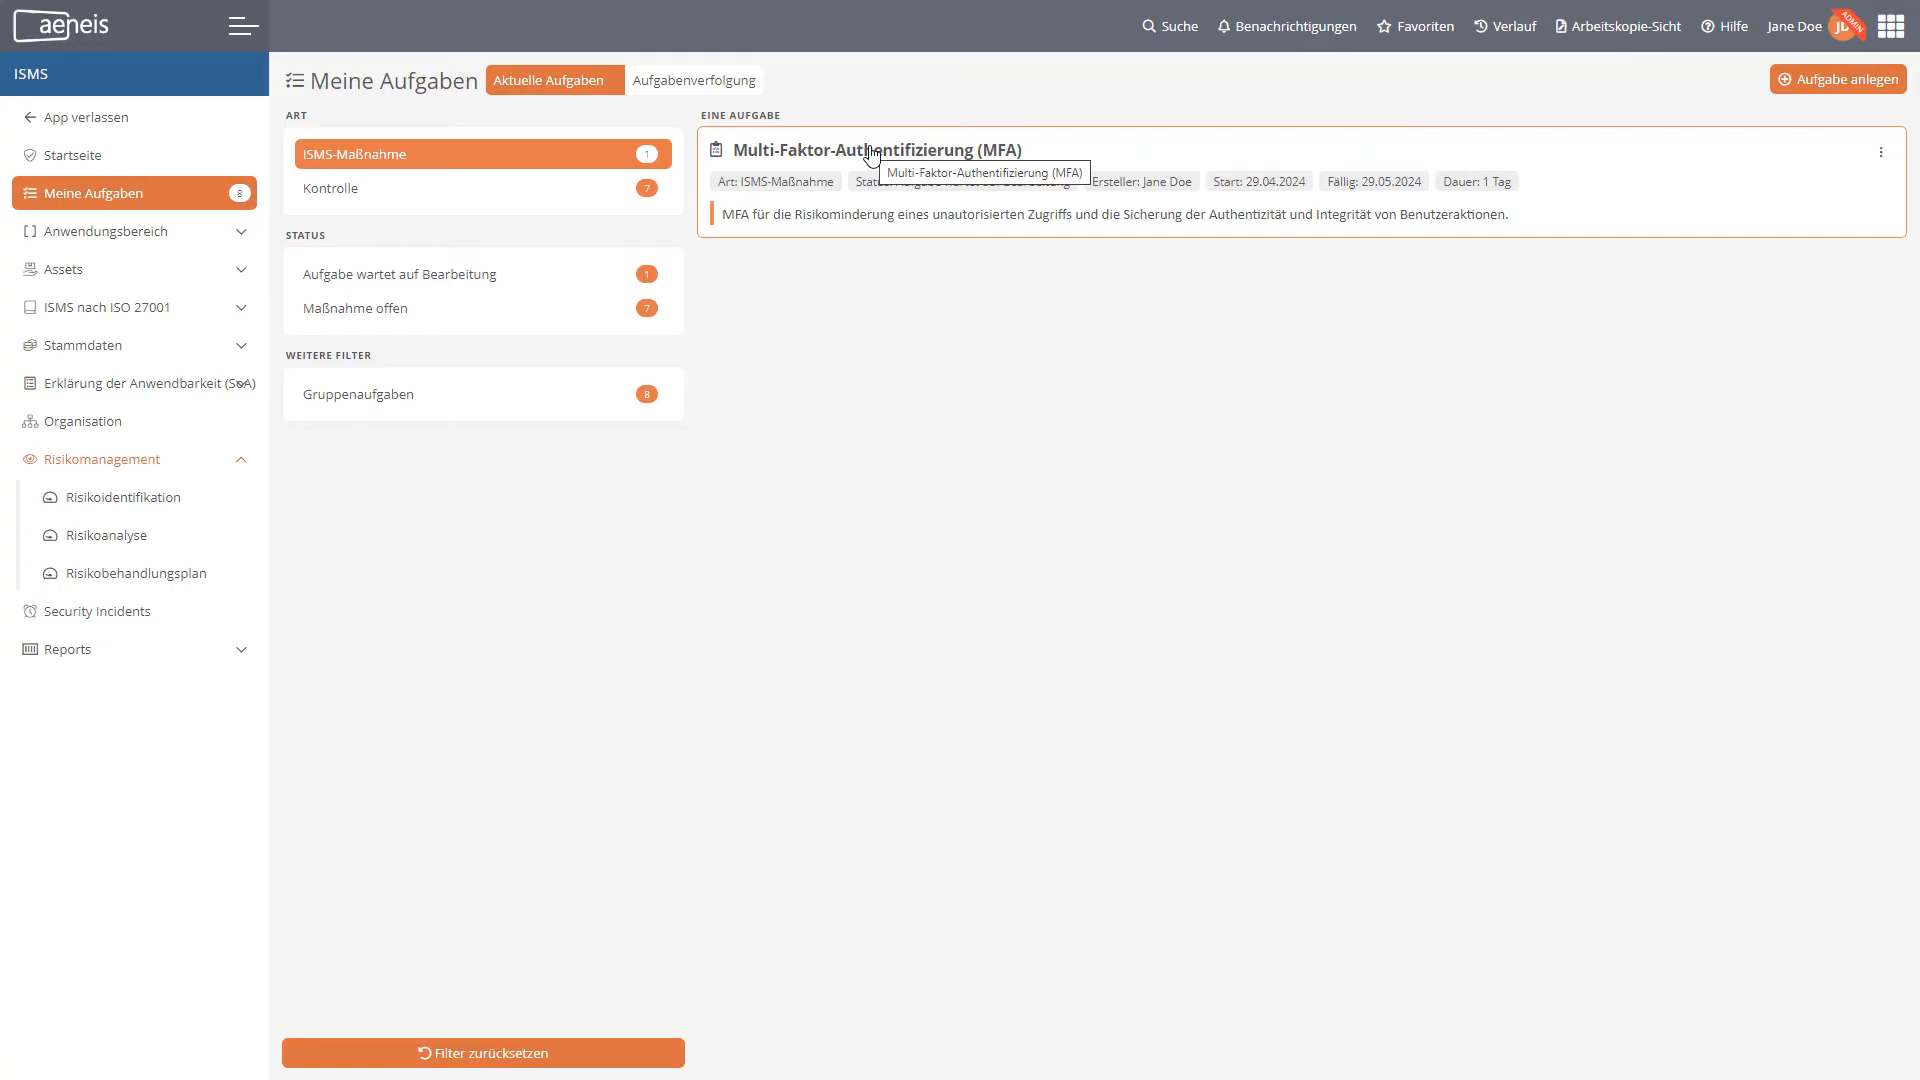 aeneis
Suche
Benachrichtigungen
Favoriten
Verlauf
Arbeitskopie-Sicht
Hilfe
Jane Doe
JD
ADMIN
ISMS
App verlassen
Startseite
Meine Aufgaben 8
Anwendungsbereich
Assets
ISMS nach ISO 27001
Stammdaten
Erklärung der Anwendbarkeit (SoA)
Organisation
Risikomanagement
Risikoidentifikation
Risikoanalyse
Risikobehandlungsplan
Security Incidents
Reports
Meine Aufgaben
Aktuelle Aufgaben
Aufgabenverfolgung
Aufgabe anlegen
ART
ISMS-Maßnahme 1
Kontrolle 7
STATUS
Aufgabe wartet auf Bearbeitung 1
Maßnahme offen 7
WEITERE FILTER
Gruppenaufgaben 8
Filter zurücksetzen
EINE AUFGABE
Multi-Faktor-Authentifizierung (MFA)
Multi-Faktor-Authentifizierung (MFA)
Art: ISMS-Maßnahme
Ersteller: Jane Doe
Start: 29.04.2024
Fällig: 29.05.2024
Dauer: 1 Tag
MFA für die Risikominderung eines unautorisierten Zugriffs und die Sicherung der Authentizität und Integrität von Benutzeraktionen.